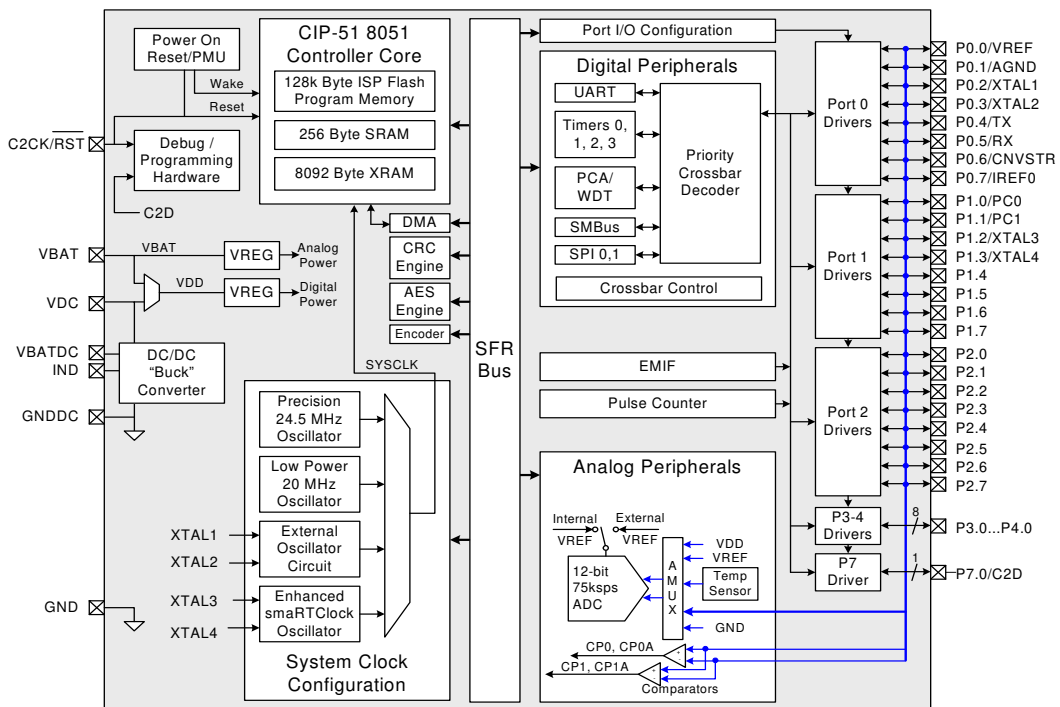 Power On
Reset/PMU
Wake
Reset
C2CK/RST
Debug /
Programming
Hardware
C2D
VBAT
VBAT
VREG
Analog
Power
VDC
VDD
VREG
Digital
Power
VBATDC
IND
DC/DC
“Buck”
Converter
GNDDC
XTAL1
XTAL2
XTAL3
XTAL4
GND
CIP-51 8051
Controller Core
128k Byte ISP Flash
Program Memory
256 Byte SRAM
8092 Byte XRAM
DMA
CRC
Engine
AES
Engine
Encoder
SYSCLK
Precision
24.5 MHz
Oscillator
Low Power
20 MHz
Oscillator
External
Oscillator
Circuit
Enhanced
smaRTClock
Oscillator
System Clock
Configuration
SFR
Bus
Port I/O Configuration
Digital Peripherals
UART
Timers 0,
1, 2, 3
PCA/
WDT
SMBus
SPI 0,1
Priority
Crossbar
Decoder
Crossbar Control
EMIF
Pulse Counter
Analog Peripherals
Internal
VREF
External
VREF
12-bit
75ksps
ADC
A
M
U
X
VDD
VREF
Temp
Sensor
GND
CP0, CP0A
CP1, CP1A
+
-
+
-
Comparators
Port 0
Drivers
Port 1
Drivers
Port 2
Drivers
P3-4
Drivers
P7
Driver
8
1
P0.0/VREF
P0.1/AGND
P0.2/XTAL1
P0.3/XTAL2
P0.4/TX
P0.5/RX
P0.6/CNVSTR
P0.7/IREF0
P1.0/PC0
P1.1/PC1
P1.2/XTAL3
P1.3/XTAL4
P1.4
P1.5
P1.6
P1.7
P2.0
P2.1
P2.2
P2.3
P2.4
P2.5
P2.6
P2.7
P3.0...P4.0
P7.0/C2D